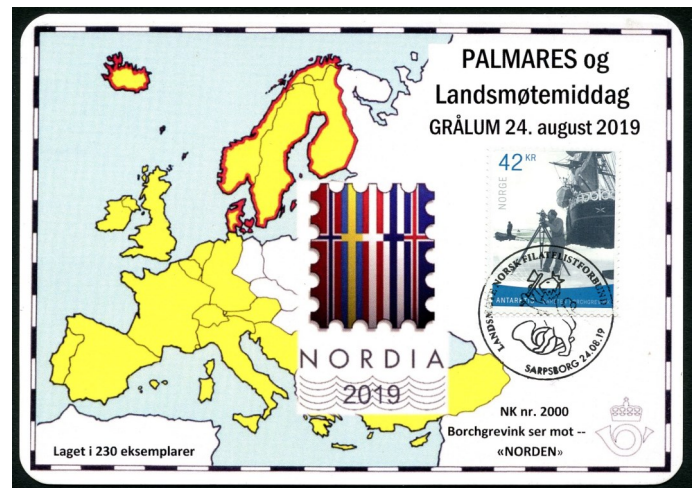 PALMARES og
Landsmøtemiddag
GRÅLUM 24. august 2019
42 KR
NORGE
ANTARKTIS
LANDSMØTE NORSK FILATELISTFORBUND
SARPSBORG 24.08.19
NORDIA
2019
NK nr. 2000
Borchgrevink ser mot --
«NORDEN»
Laget i 230 eksemplarer